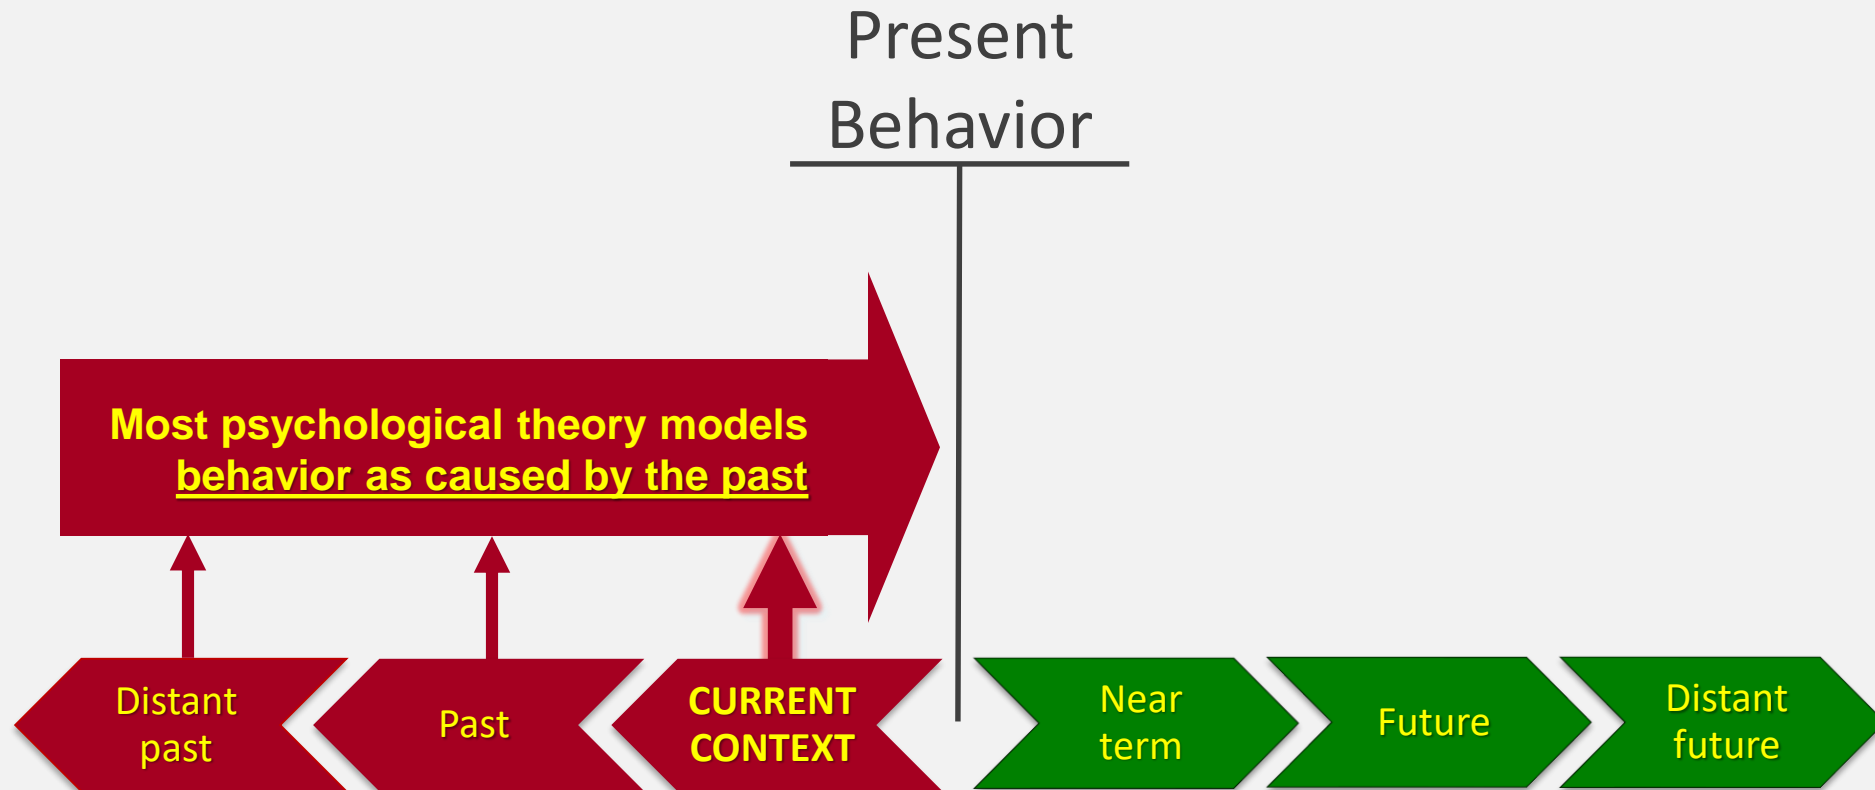 Present
Behavior
Most psychological theory models
behavior as caused by the past
Distant
past
Past
CURRENT
CONTEXT
Near
term
Future
Distant
future